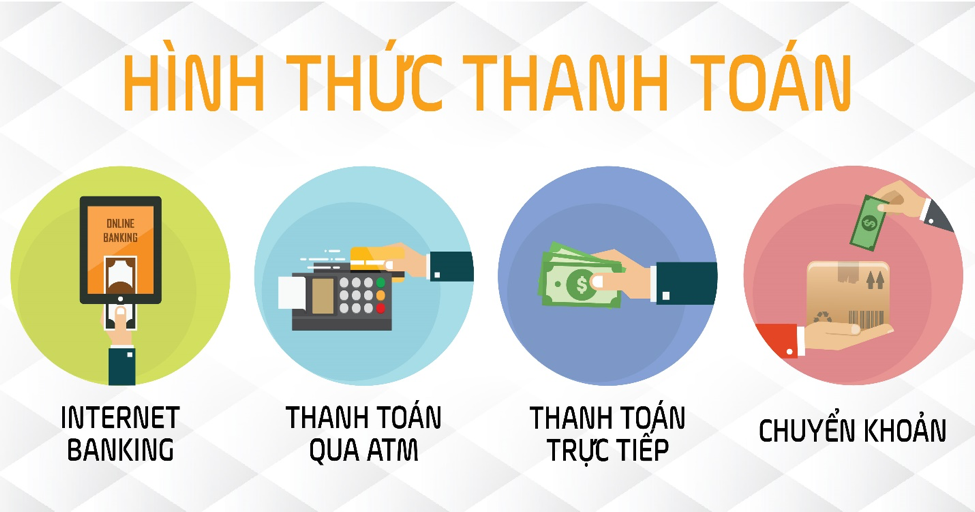 HÌNH THỨC THANH TOÁN
ONLINE
BANKING
INTERNET
BANKING
THANH TOÁN
QUA ATM
THANH TOÁN
TRỰC TIẾP
CHUYỂN KHOẢN